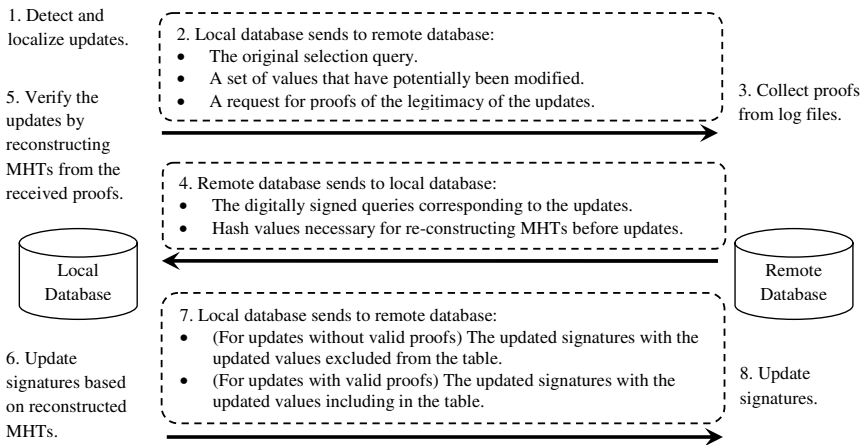 1. Detect and
localize updates.
2. Local database sends to remote database:
• The original selection query.
• A set of values that have potentially been modified.
• A request for proofs of the legitimacy of the updates.
3. Collect proofs
from log files.
5. Verify the
updates by
reconstructing
MHTs from the
received proofs.
4. Remote database sends to local database:
• The digitally signed queries corresponding to the updates.
• Hash values necessary for re-constructing MHTs before updates.
Local
Database
Remote
Database
7. Local database sends to remote database:
• (For updates without valid proofs) The updated signatures with the
updated values excluded from the table.
• (For updates with valid proofs) The updated signatures with the
updated values including in the table.
6. Update
signatures based
on reconstructed
MHTs.
8. Update
signatures.